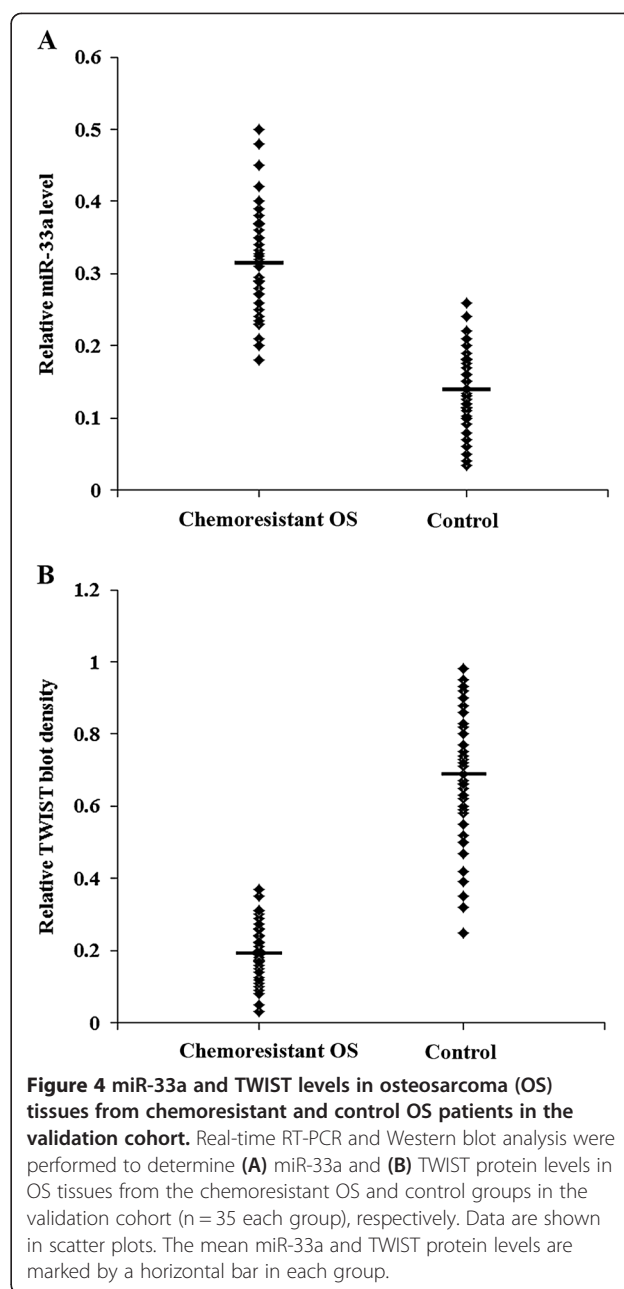 A
0.6
0.5
0.4
0.3
0.2
0.1
0
Relative miR-33a level
Chemoresistant OS Control
B
1.2
1
0.8
0.6
0.4
0.2
0
Relative TWIST blot density
Chemoresistant OS Control
Figure 4 miR-33a and TWIST levels in osteosarcoma (OS)
tissues from chemoresistant and control OS patients in the
validation cohort. Real-time RT-PCR and Western blot analysis were
performed to determine (A) miR-33a and (B) TWIST protein levels in
OS tissues from the chemoresistant OS and control groups in the
validation cohort (n = 35 each group), respectively. Data are shown
in scatter plots. The mean miR-33a and TWIST protein levels are
marked by a horizontal bar in each group.